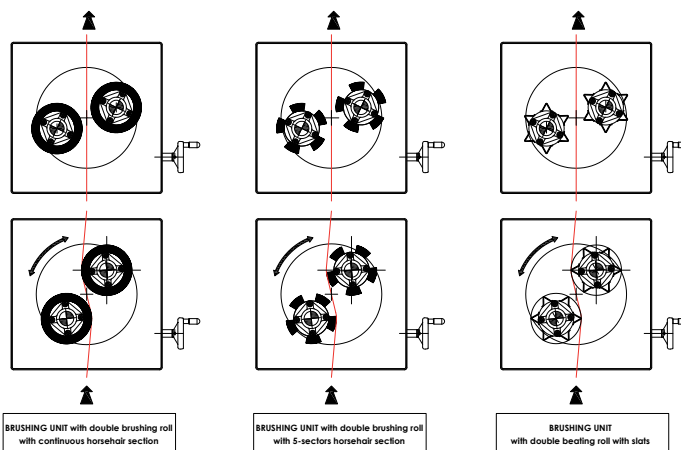 BRUSHING UNIT with double brushing roll
with continuous horsehair section
BRUSHING UNIT with double brushing roll
with 5-sectors horsehair section
BRUSHING UNIT
with double beating roll with slats